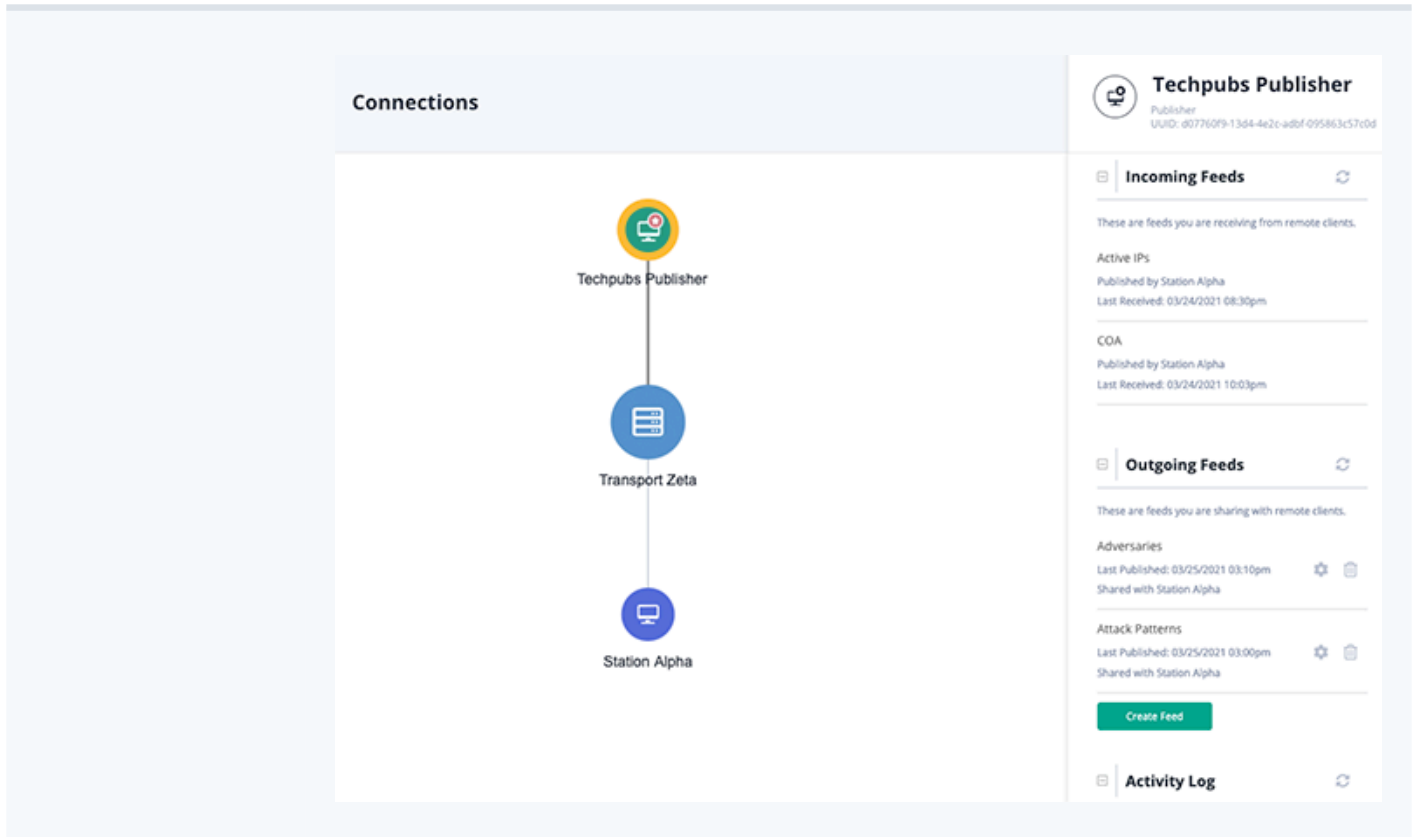 Connections
Techpubs Publisher
Transport Zeta
Station Alpha
Techpubs Publisher
Publisher
UUID: d07760f9-13d4-4e2c-adbf-095863c57c0d
Incoming Feeds
These are feeds you are receiving from remote clients.
Active IPs
Published by Station Alpha
Last Received: 03/24/2021 08:30pm
COA
Published by Station Alpha
Last Received: 03/24/2021 10:03pm
Outgoing Feeds
These are feeds you are sharing with remote clients.
Adversaries
Last Published: 03/25/2021 03:10pm
Shared with Station Alpha
Attack Patterns
Last Published: 03/25/2021 03:00pm
Shared with Station Alpha
Create Feed
Activity Log